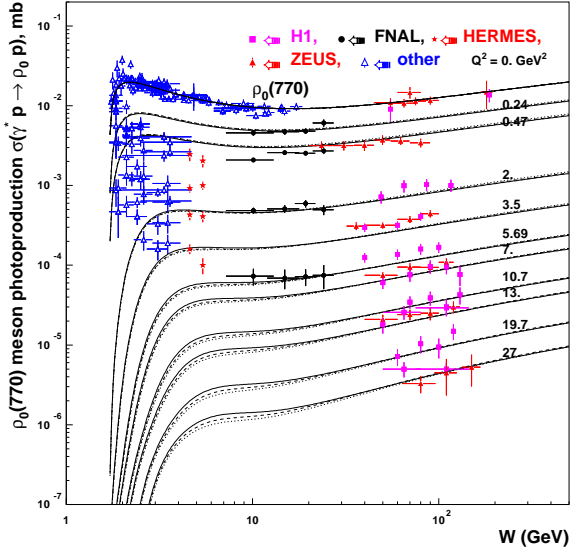 ρ₀(770) meson photoproduction σ(γ* p → ρ₀ p), mb
H1, FNAL, HERMES,
ZEUS, other Q² = 0. GeV²
ρ₀(770)
10⁻¹
10⁻²
10⁻³
10⁻⁴
10⁻⁵
10⁻⁶
10⁻⁷
0.24
0.47
2.
3.5
5.69
7.
10.7
13.
19.7
27
1 10 10²
W (GeV)